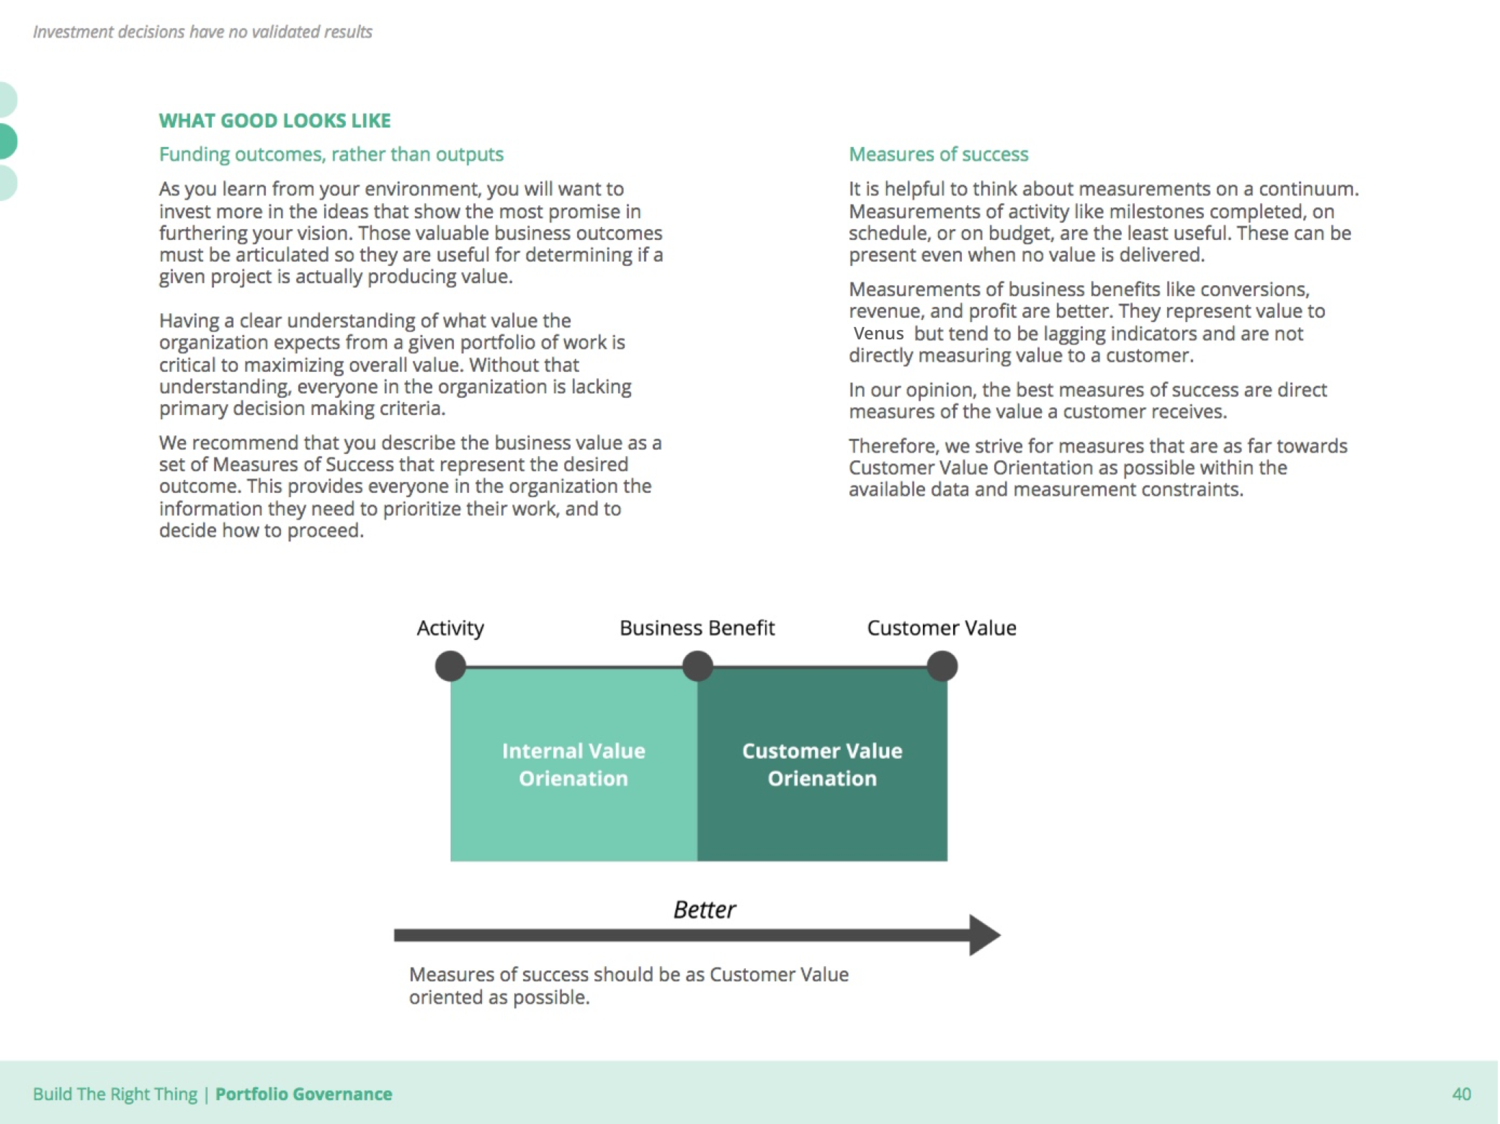 Investment decisions have no validated results
WHAT GOOD LOOKS LIKE
Funding outcomes, rather than outputs
As you learn from your environment, you will want to
invest more in the ideas that show the most promise in
furthering your vision. Those valuable business outcomes
must be articulated so they are useful for determining if a
given project is actually producing value.
Having a clear understanding of what value the
organization expects from a given portfolio of work is
critical to maximizing overall value. Without that
understanding, everyone in the organization is lacking
primary decision making criteria.
We recommend that you describe the business value as a
set of Measures of Success that represent the desired
outcome. This provides everyone in the organization the
information they need to prioritize their work, and to
decide how to proceed.
Measures of success
It is helpful to think about measurements on a continuum.
Measurements of activity like milestones completed, on
schedule, or on budget, are the least useful. These can be
present even when no value is delivered.
Measurements of business benefits like conversions,
revenue, and profit are better. They represent value to
Venus but tend to be lagging indicators and are not
directly measuring value to a customer.
In our opinion, the best measures of success are direct
measures of the value a customer receives.
Therefore, we strive for measures that are as far towards
Customer Value Orientation as possible within the
available data and measurement constraints.
Activity
Business Benefit
Customer Value
Internal Value
Orienation
Customer Value
Orienation
Better
Measures of success should be as Customer Value
oriented as possible.
Build The Right Thing | Portfolio Governance
40